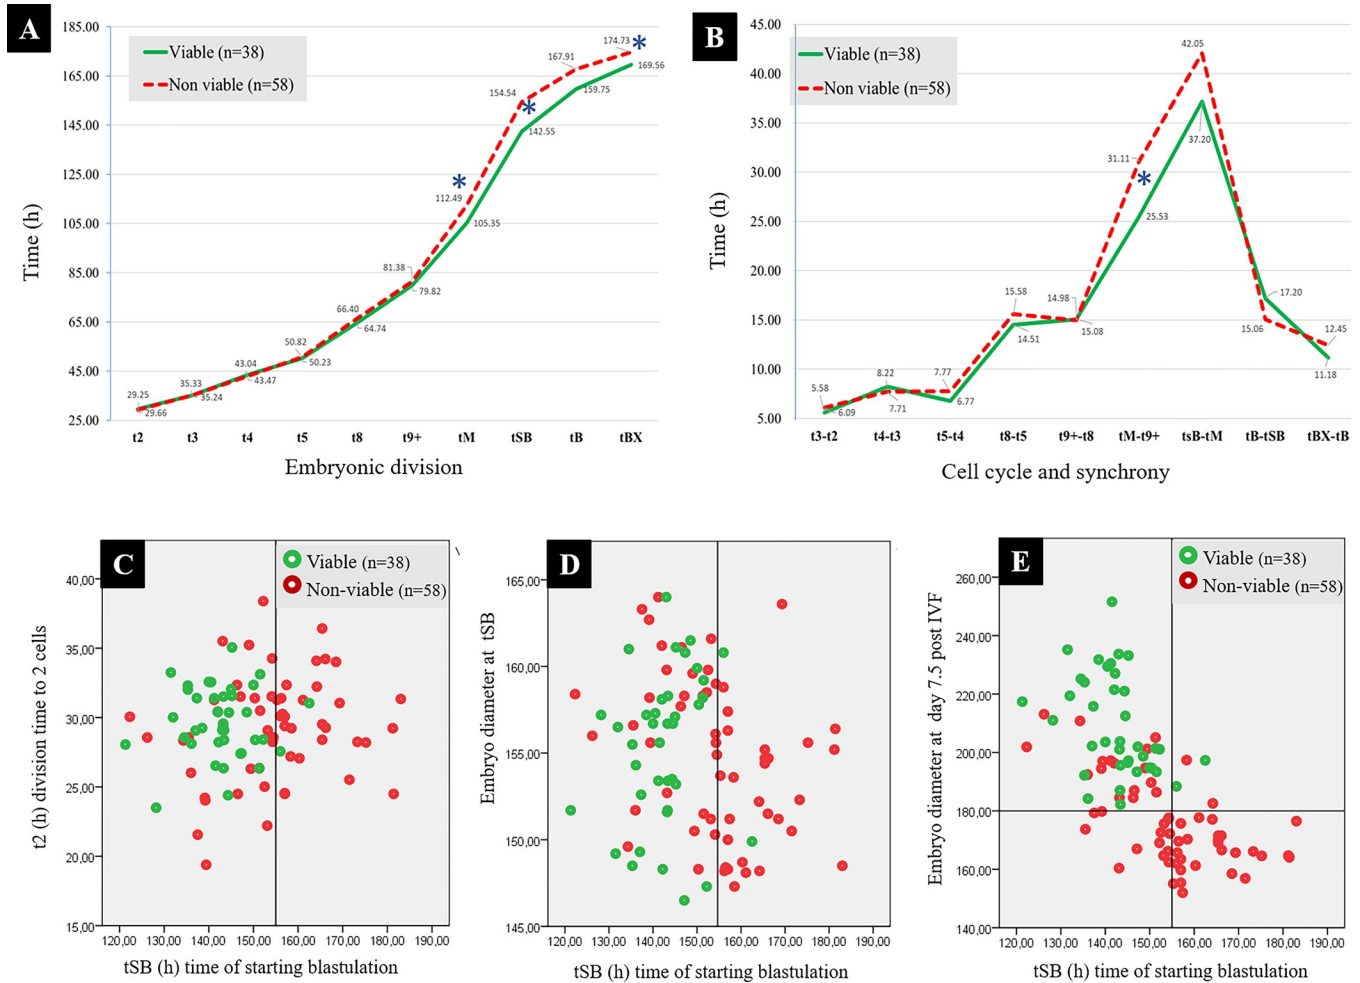 A
185.00
165.00
145.00
125.00
105.00
85.00
65.00
45.00
25.00
Time (h)
Viable (n=38)
Non viable (n=58)
174.73
*
169.56
167.91
159.75
154.54
*
142.55
*
112.49
105.35
81.38
79.82
66.40
64.74
50.82
50.23
43.04
43.47
35.33
35.24
29.25
29.66
t2 t3 t4 t5 t8 t9+ tM tSB tB tBX
Embryonic division
B
45.00
40.00
35.00
30.00
25.00
20.00
15.00
10.00
5.00
Time (h)
Viable (n=38)
Non viable (n=58)
42.05
37.20
31.11
*
25.53
17.20
15.06
12.45
11.18
15.58
14.51
14.98
15.08
8.22
7.71
7.77
6.77
5.58
6.09
t3-t2 t4-t3 t5-t4 t8-t5 t9+-t8 tM-t9+ tsB-tM tB-tSB tBX-tB
Cell cycle and synchrony
C
Viable (n=38)
Non-viable (n=58)
40,00
35,00
30,00
25,00
20,00
15,00
t2 (h) division time to 2 cells
120,00 130,00 140,00 150,00 160,00 170,00 180,00 190,00
tSB (h) time of starting blastulation
D
165,00
160,00
155,00
150,00
145,00
Embryo diameter at tSB
120,00 130,00 140,00 150,00 160,00 170,00 180,00 190,00
tSB (h) time of starting blastulation
E
Viable (n=38)
Non-viable (n=58)
260,00
240,00
220,00
200,00
180,00
160,00
140,00
Embryo diameter at day 7.5 post IVF
120,00 130,00 140,00 150,00 160,00 170,00 180,00 190,00
tSB (h) time of starting blastulation